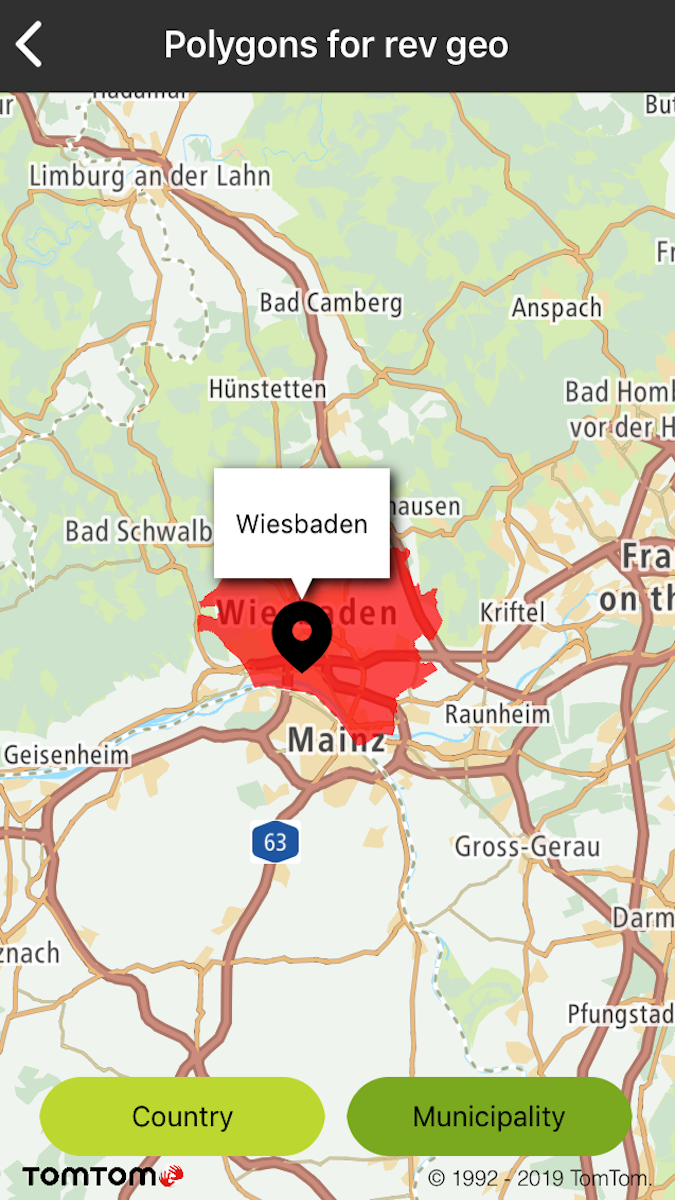 Polygons for rev geo
Hadamar
Limburg an der Lahn
Bad Camberg
Anspach
Hünstetten
Bad Homb
vor der H
hausen
Wiesbaden
Bad Schwalb
Fra
on th
Wiesbaden
Kriftel
Raunheim
Mainz
Geisenheim
63
Gross-Gerau
Darm
znach
Pfungstad
Country
Municipality
TOMTOM
© 1992 - 2019 TomTom.